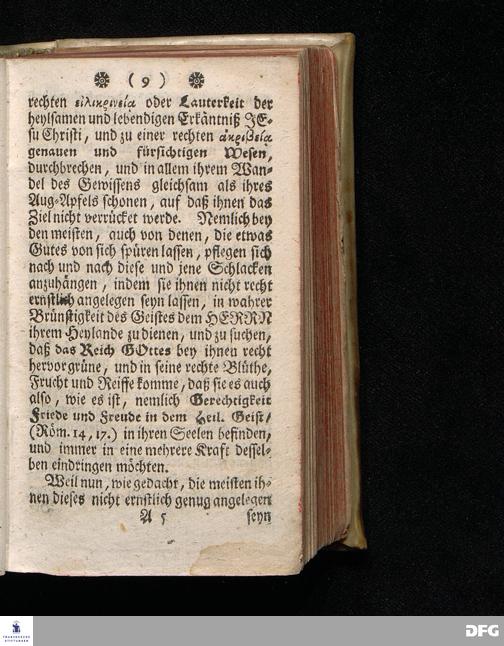 ( 9 )
rechten εἰλικρινεία oder Lauterkeit der
heylsamen und lebendigen Erkäntniß JE-
su Christi, und zu einer rechten ἀκριβεία
genauen und fürsichtigen Wesen,
durchbrechen, und in allem ihrem Wan-
del des Gewissens gleichsam als ihres
Aug-Apfels schonen, auf daß ihnen das
Ziel nicht verrücket werde. Nemlich bey
den meisten, auch von denen, die etwas
Gutes von sich spüren lassen, pflegen sich
nach und nach diese und jene Schlacken
anzuhängen, indem sie ihnen nicht recht
ernstlich angelegen seyn lassen, in wahrer
Brünstigkeit des Geistes dem HERRN
ihrem Heylande zu dienen, und zu suchen,
daß das Reich GOttes bey ihnen recht
hervorgrüne, und in seine rechte Blüthe,
Frucht und Reiffe komme, daß sie es auch
also, wie es ist, nemlich Gerechtigkeit
Friede und Freude in dem Heil. Geist/
(Röm. 14, 17.) in ihren Seelen befinden,
und immer in eine mehrere Kraft dessel-
ben eindringen möchten.
Weil nun, wie gedacht, die meisten ih-
nen dieses nicht ernstlich genug angelegen
A 5 seyn
FRANCKESCHE
STIFTUNGEN
DFG